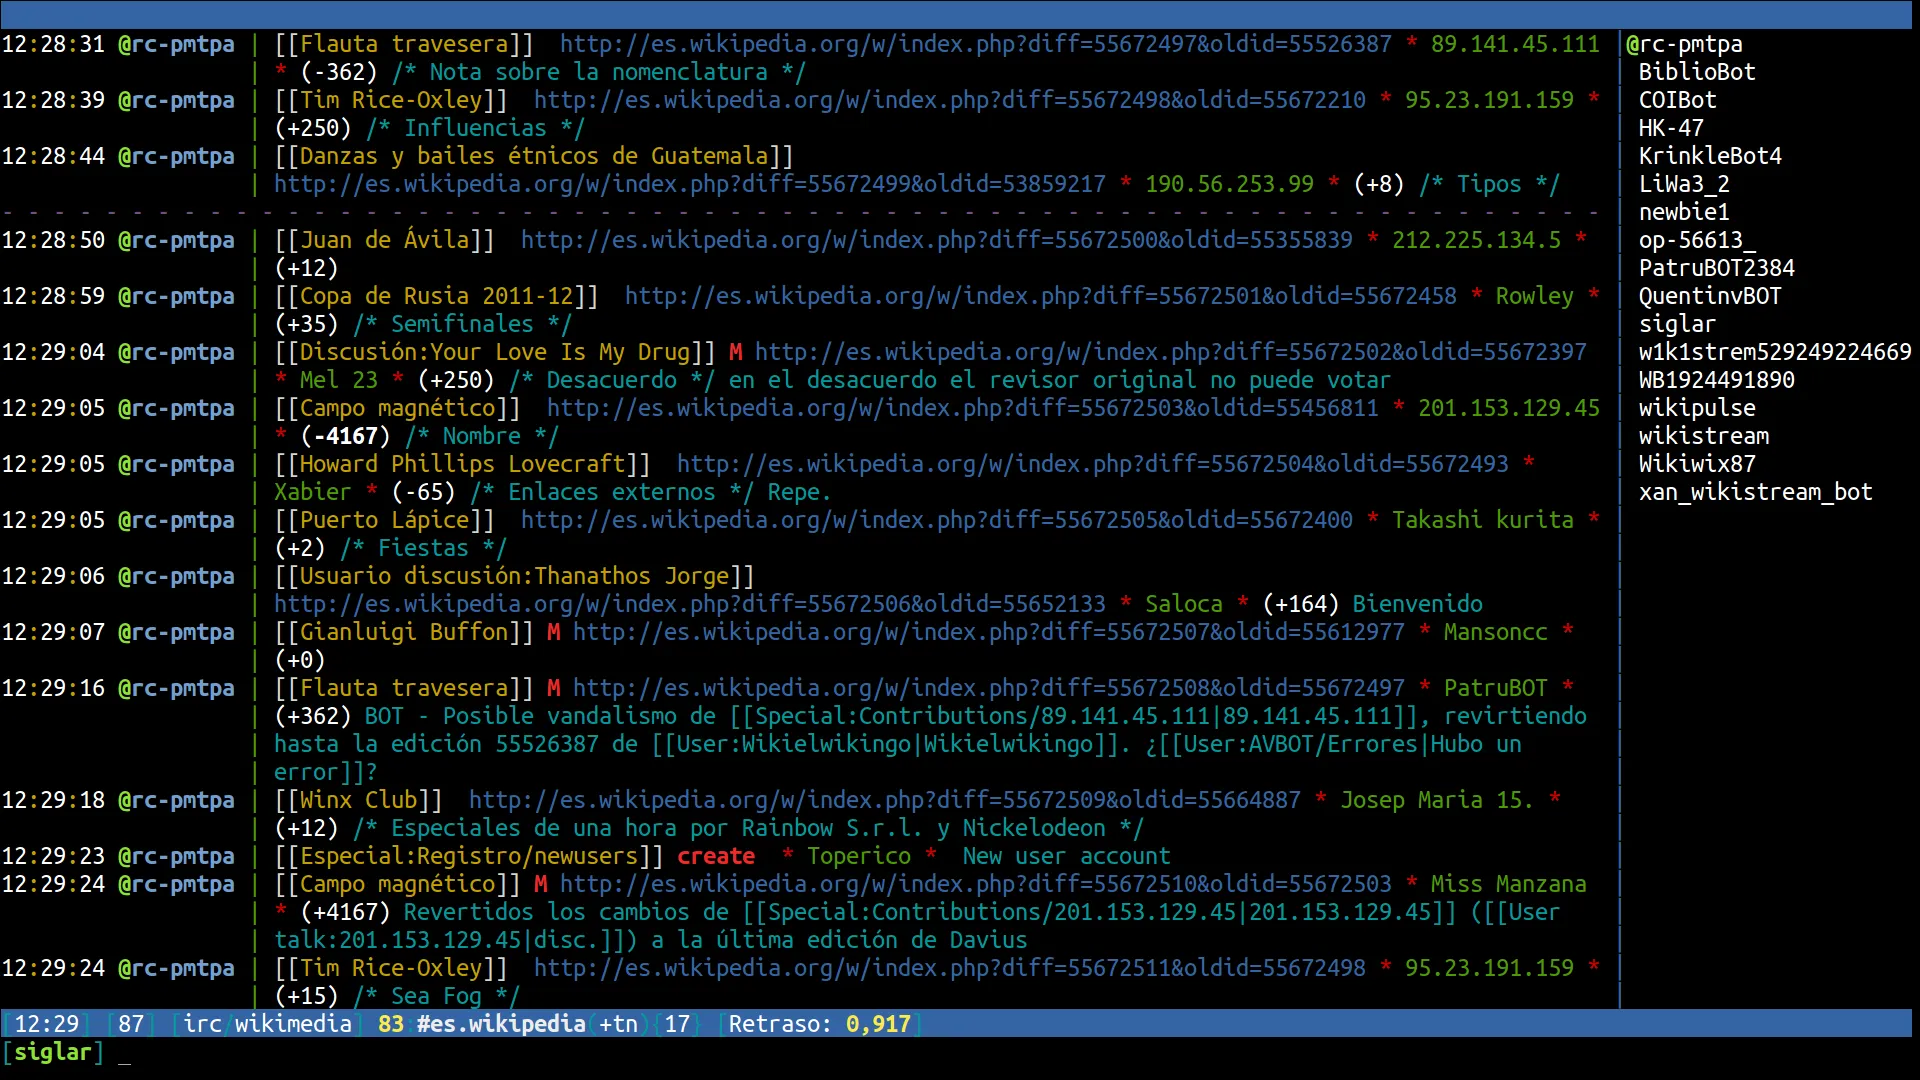 12:28:31 @rc-pmtpa | [[Flauta travesera]]  http://es.wikipedia.org/w/index.php?diff=55672497&oldid=55526387 * 89.141.45.111
| * (-362) /* Nota sobre la nomenclatura */
12:28:39 @rc-pmtpa | [[Tim Rice-Oxley]]  http://es.wikipedia.org/w/index.php?diff=55672498&oldid=55672210 * 95.23.191.159 *
| (+250) /* Influencias */
12:28:44 @rc-pmtpa | [[Danzas y bailes étnicos de Guatemala]]
| http://es.wikipedia.org/w/index.php?diff=55672499&oldid=53859217 * 190.56.253.99 * (+8) /* Tipos */
- - - - - - - - - - - - - - - - - - - - - - - - - - - - - - - - - - - - - - - - - - - - - - - - - - - - - - - - - - - - - -
12:28:50 @rc-pmtpa | [[Juan de Ávila]]  http://es.wikipedia.org/w/index.php?diff=55672500&oldid=55355839 * 212.225.134.5 *
| (+12)
12:28:59 @rc-pmtpa | [[Copa de Rusia 2011-12]]  http://es.wikipedia.org/w/index.php?diff=55672501&oldid=55672458 * Rowley *
| (+35) /* Semifinales */
12:29:04 @rc-pmtpa | [[Discusión:Your Love Is My Drug]] M http://es.wikipedia.org/w/index.php?diff=55672502&oldid=55672397
| * Mel 23 * (+250) /* Desacuerdo */ en el desacuerdo el revisor original no puede votar
12:29:05 @rc-pmtpa | [[Campo magnético]]  http://es.wikipedia.org/w/index.php?diff=55672503&oldid=55456811 * 201.153.129.45
| * (-4167) /* Nombre */
12:29:05 @rc-pmtpa | [[Howard Phillips Lovecraft]]  http://es.wikipedia.org/w/index.php?diff=55672504&oldid=55672493 *
| Xabier * (-65) /* Enlaces externos */ Repe.
12:29:05 @rc-pmtpa | [[Puerto Lápice]]  http://es.wikipedia.org/w/index.php?diff=55672505&oldid=55672400 * Takashi kurita *
| (+2) /* Fiestas */
12:29:06 @rc-pmtpa | [[Usuario discusión:Thanathos Jorge]]
| http://es.wikipedia.org/w/index.php?diff=55672506&oldid=55652133 * Saloca * (+164) Bienvenido
12:29:07 @rc-pmtpa | [[Gianluigi Buffon]] M http://es.wikipedia.org/w/index.php?diff=55672507&oldid=55612977 * Mansoncc *
| (+0)
12:29:16 @rc-pmtpa | [[Flauta travesera]] M http://es.wikipedia.org/w/index.php?diff=55672508&oldid=55672497 * PatruBOT *
| (+362) BOT - Posible vandalismo de [[Special:Contributions/89.141.45.111|89.141.45.111]], revirtiendo
| hasta la edición 55526387 de [[User:Wikielwikingo|Wikielwikingo]]. ¿[[User:AVBOT/Errores|Hubo un
| error]]?
12:29:18 @rc-pmtpa | [[Winx Club]]  http://es.wikipedia.org/w/index.php?diff=55672509&oldid=55664887 * Josep Maria 15. *
| (+12) /* Especiales de una hora por Rainbow S.r.l. y Nickelodeon */
12:29:23 @rc-pmtpa | [[Especial:Registro/newusers]] create  * Toperico *  New user account
12:29:24 @rc-pmtpa | [[Campo magnético]] M http://es.wikipedia.org/w/index.php?diff=55672510&oldid=55672503 * Miss Manzana
| * (+4167) Revertidos los cambios de [[Special:Contributions/201.153.129.45|201.153.129.45]] ([[User
| talk:201.153.129.45|disc.]]) a la última edición de Davius
12:29:24 @rc-pmtpa | [[Tim Rice-Oxley]]  http://es.wikipedia.org/w/index.php?diff=55672511&oldid=55672498 * 95.23.191.159 *
| (+15) /* Sea Fog */
@rc-pmtpa
BiblioBot
COIBot
HK-47
KrinkleBot4
LiWa3_2
newbie1
op-56613_
PatruBOT2384
QuentinvBOT
siglar
w1k1strem529249224669
WB1924491890
wikipulse
wikistream
Wikiwix87
xan_wikistream_bot
[12:29] [87] [irc/wikimedia] 83:#es.wikipedia(+tn){17} [Retraso: 0,917]
[siglar] _